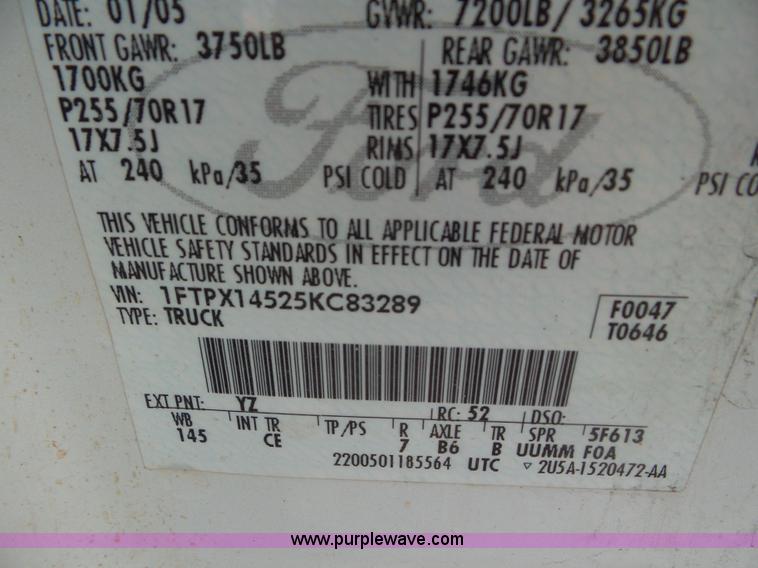 DATE: 01/05 GVWR: 7200LB/3265KG
FRONT GAWR: 3750LB REAR GAWR: 3850LB
1700KG WITH 1746KG
P255/70R17 TIRES P255/70R17
17X7.5J RIMS 17X7.5J
AT 240 kPa/35 PSI COLD AT 240 kPa/35 PSI CO
Ford
THIS VEHICLE CONFORMS TO ALL APPLICABLE FEDERAL MOTOR
VEHICLE SAFETY STANDARDS IN EFFECT ON THE DATE OF
MANUFACTURE SHOWN ABOVE.
VIN: 1FTPX14525KC83289 F0047
TYPE: TRUCK T0646
EXT PNT: YZ RC: 52 DSO:
WB INT TR TP/PS R AXLE TR SPR 5F613
145 CE 7 B6 B UUMM FOA
2200501185564 UTC ▽ 2U5A-1520472-AA
www.purplewave.com